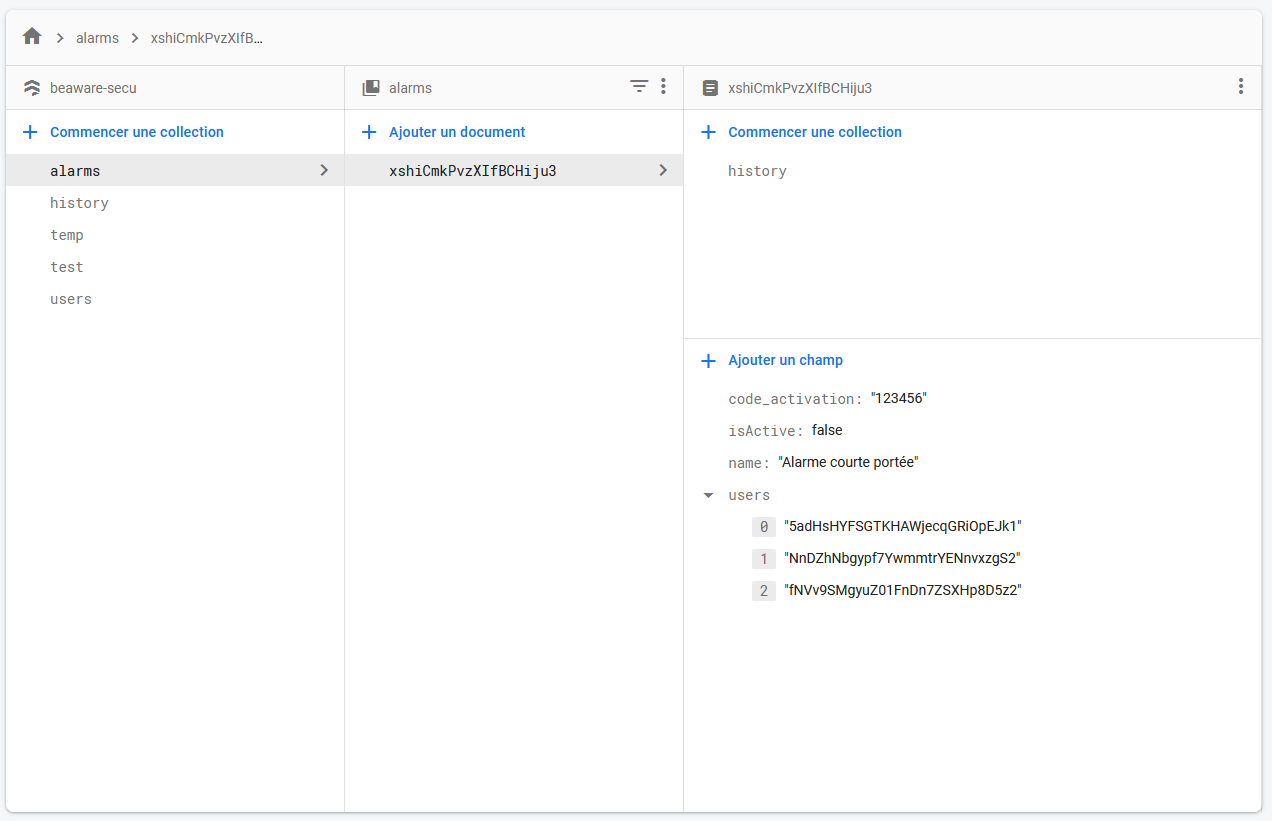 alarms
xshiCmkPvzXIfB...
beaware-secu
Commencer une collection
alarms
history
temp
test
users
alarms
Ajouter un document
xshiCmkPvzXIfBCHiju3
xshiCmkPvzXIfBCHiju3
Commencer une collection
history
Ajouter un champ
code_activation: "123456"
isActive: false
name: "Alarme courte portée"
users
0 "5adHsHYFSGTKHAWjecqGRiOpEJk1"
1 "NnDZhNbgypf7YwmmtrYENnvxzgS2"
2 "fNVv9SMgyuZ01FnDn7ZSXHp8D5z2"